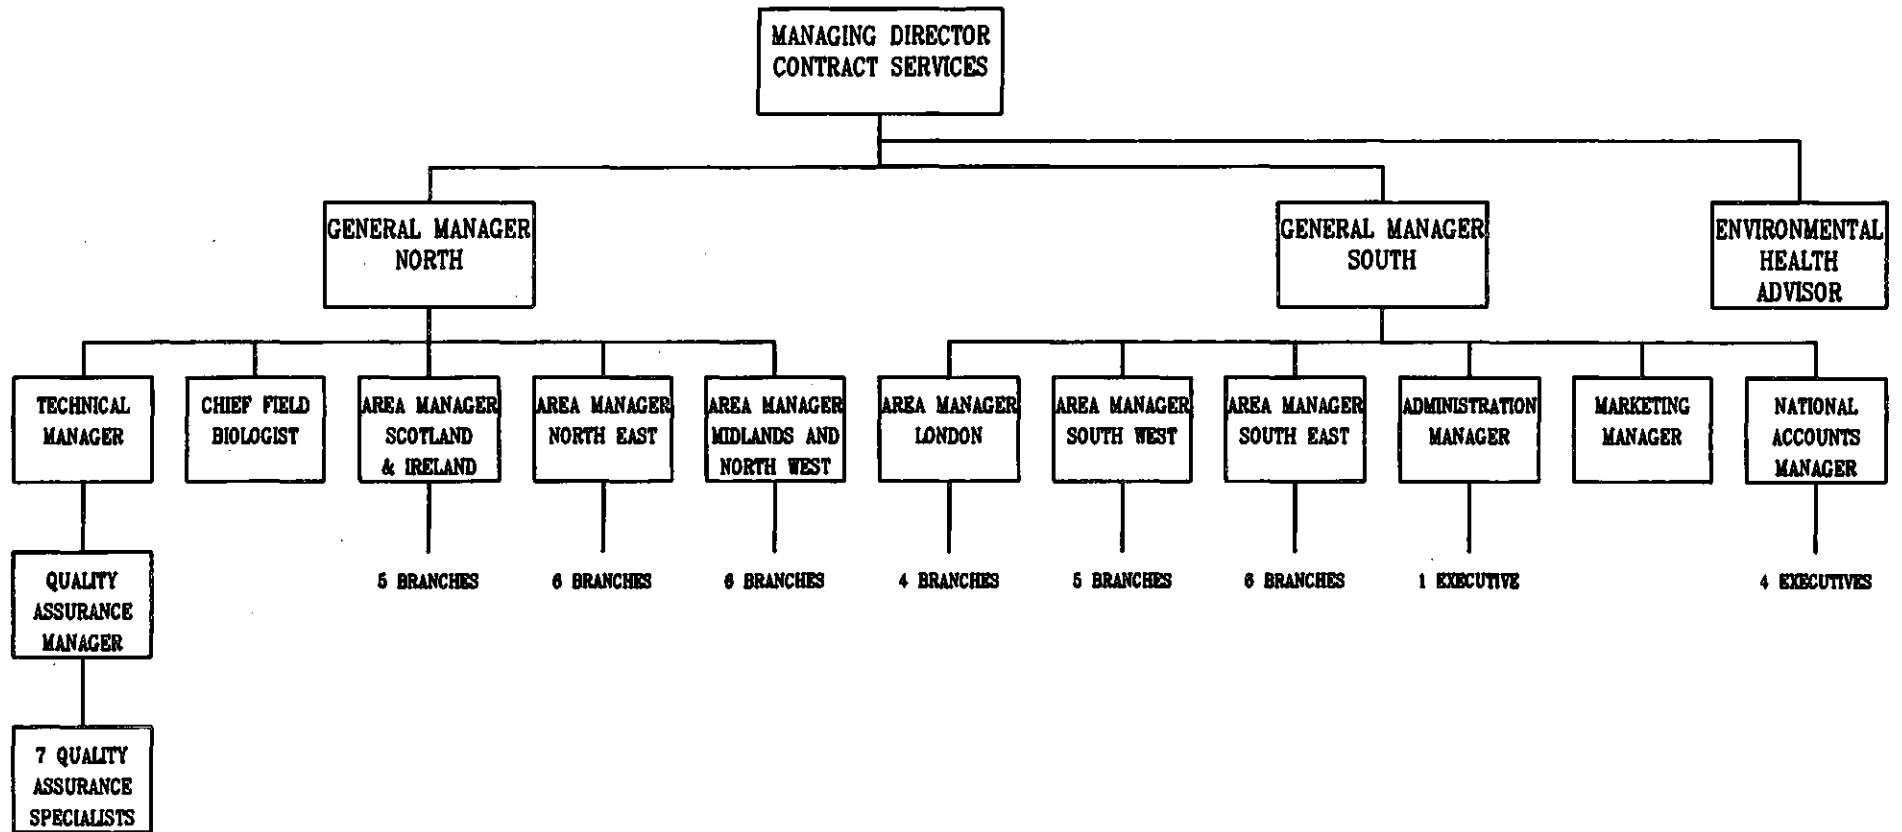 MANAGING DIRECTOR
CONTRACT SERVICES
GENERAL MANAGER
NORTH
GENERAL MANAGER
SOUTH
ENVIRONMENTAL
HEALTH
ADVISOR
TECHNICAL
MANAGER
CHIEF FIELD
BIOLOGIST
AREA MANAGER
SCOTLAND
& IRELAND
AREA MANAGER
NORTH EAST
AREA MANAGER
MIDLANDS AND
NORTH WEST
AREA MANAGER
LONDON
AREA MANAGER
SOUTH WEST
AREA MANAGER
SOUTH EAST
ADMINISTRATION
MANAGER
MARKETING
MANAGER
NATIONAL
ACCOUNTS
MANAGER
QUALITY
ASSURANCE
MANAGER
5 BRANCHES
6 BRANCHES
6 BRANCHES
4 BRANCHES
5 BRANCHES
6 BRANCHES
1 EXECUTIVE
4 EXECUTIVES
7 QUALITY
ASSURANCE
SPECIALISTS